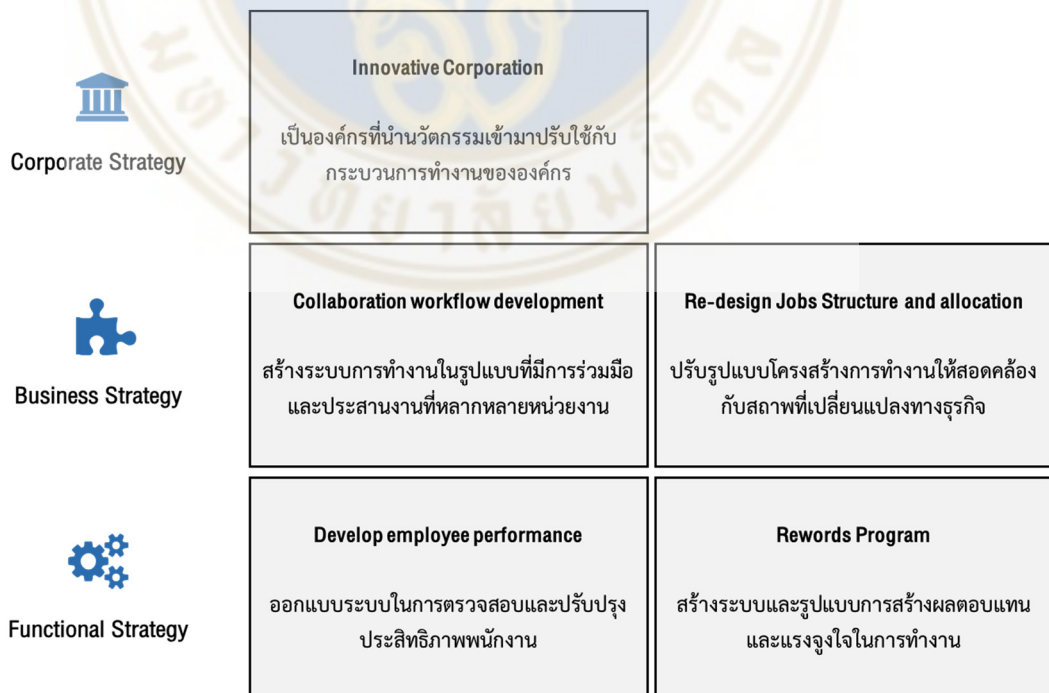 Innovative Corporation
เป็นองค์กรที่นำนวัตกรรมเข้ามาปรับใช้กับ
กระบวนการทำงานขององค์กร
Corporate Strategy
มหาวิทยาลัยมหิดล
Collaboration workflow development
สร้างระบบการทำงานในรูปแบบที่มีการร่วมมือ
และประสานงานที่หลากหลายหน่วยงาน
Re-design Jobs Structure and allocation
ปรับรูปแบบโครงสร้างการทำงานให้สอดคล้อง
กับสภาพที่เปลี่ยนแปลงทางธุรกิจ
Business Strategy
Develop employee performance
ออกแบบระบบในการตรวจสอบและปรับปรุง
ประสิทธิภาพพนักงาน
Rewords Program
สร้างระบบและรูปแบบการสร้างผลตอบแทน
และแรงจูงใจในการทำงาน
Functional Strategy